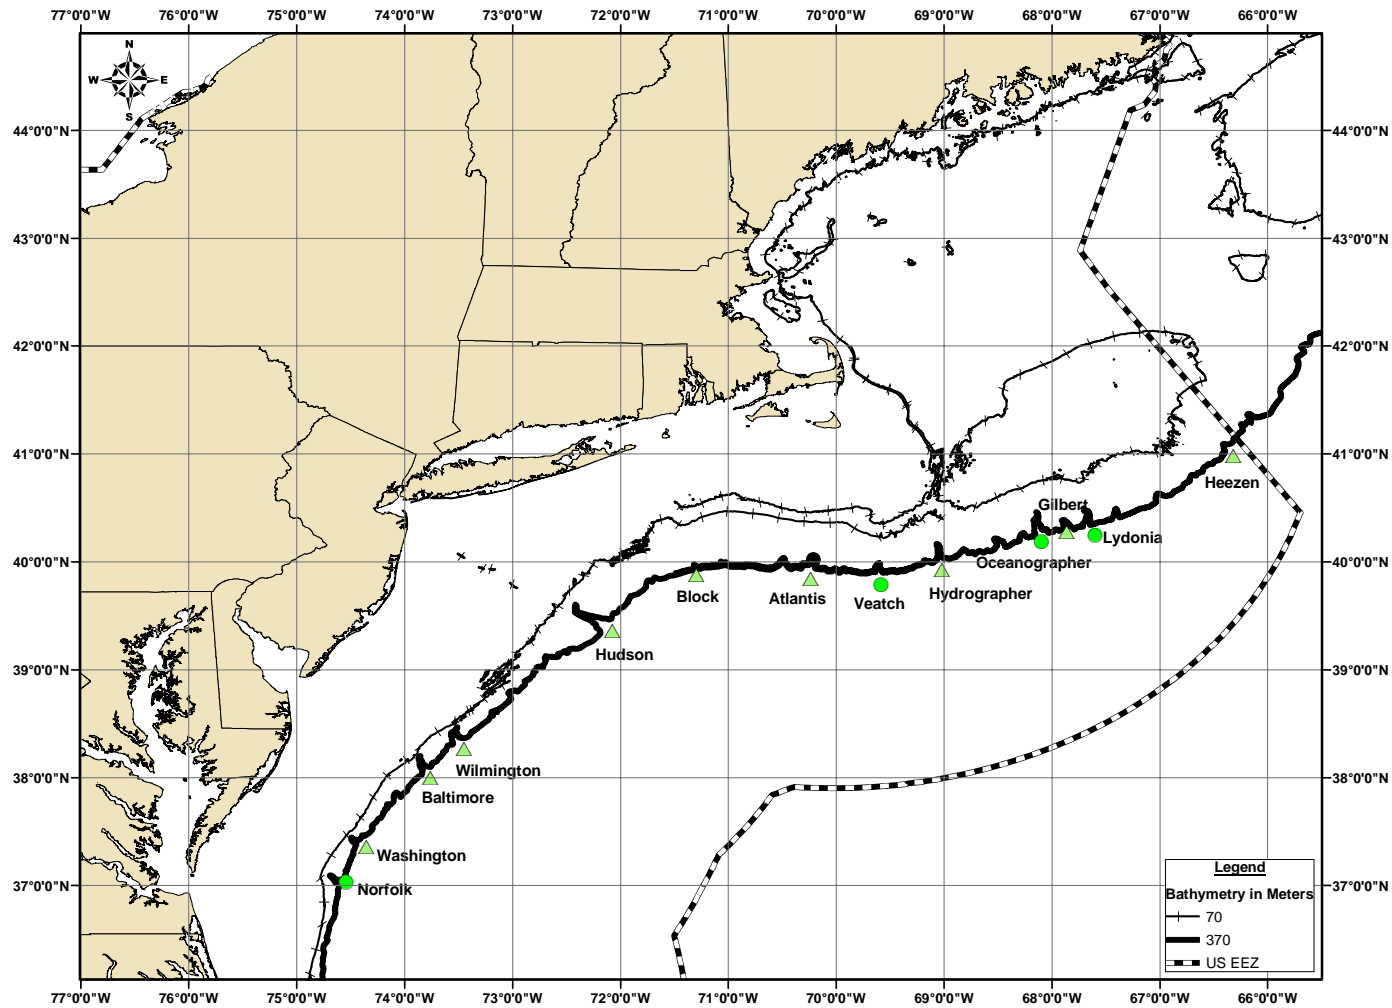 77°0'0"W 76°0'0"W 75°0'0"W 74°0'0"W 73°0'0"W 72°0'0"W 71°0'0"W 70°0'0"W 69°0'0"W 68°0'0"W 67°0'0"W 66°0'0"W
N
W E
S
44°0'0"N 44°0'0"N
43°0'0"N 43°0'0"N
42°0'0"N 42°0'0"N
41°0'0"N 41°0'0"N
Heezen
Gilbert
Lydonia
40°0'0"N 40°0'0"N
Oceanographer
Hydrographer
Block
Atlantis
Veatch
Hudson
39°0'0"N 39°0'0"N
Wilmington
38°0'0"N 38°0'0"N
Baltimore
Washington
37°0'0"N 37°0'0"N
Norfolk
Legend
Bathymetry in Meters
70
370
US EEZ
77°0'0"W 76°0'0"W 75°0'0"W 74°0'0"W 73°0'0"W 72°0'0"W 71°0'0"W 70°0'0"W 69°0'0"W 68°0'0"W 67°0'0"W 66°0'0"W